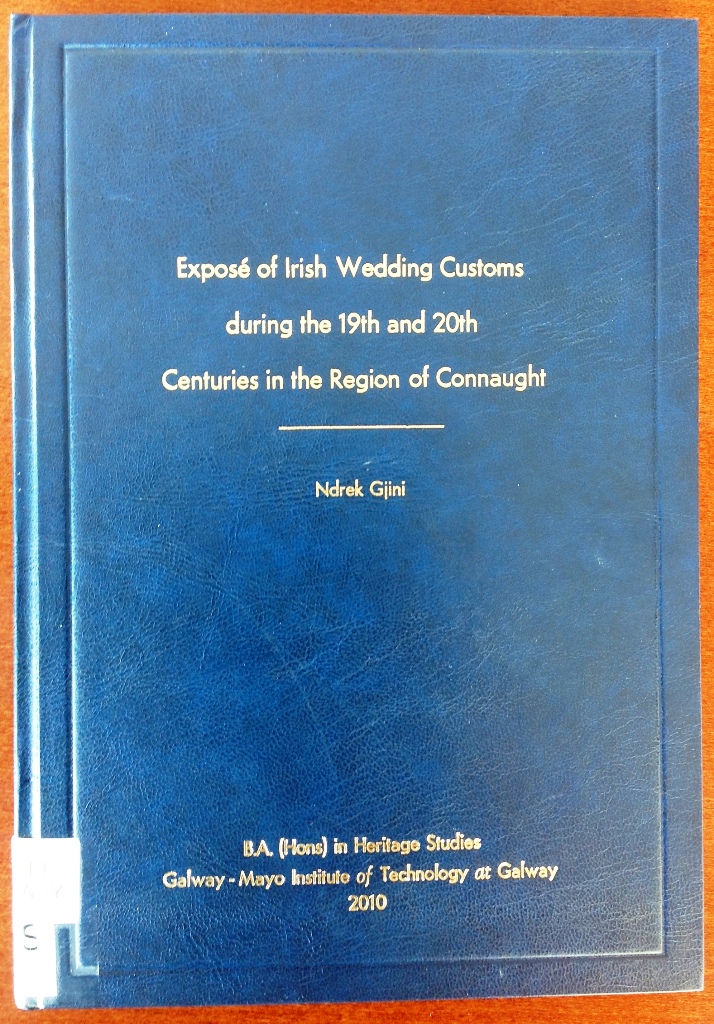 Exposé of Irish Wedding Customs
during the 19th and 20th
Centuries in the Region of Connaught
Ndrek Gjini
B.A. (Hons) in Heritage Studies
Galway-Mayo Institute of Technology at Galway
2010
S